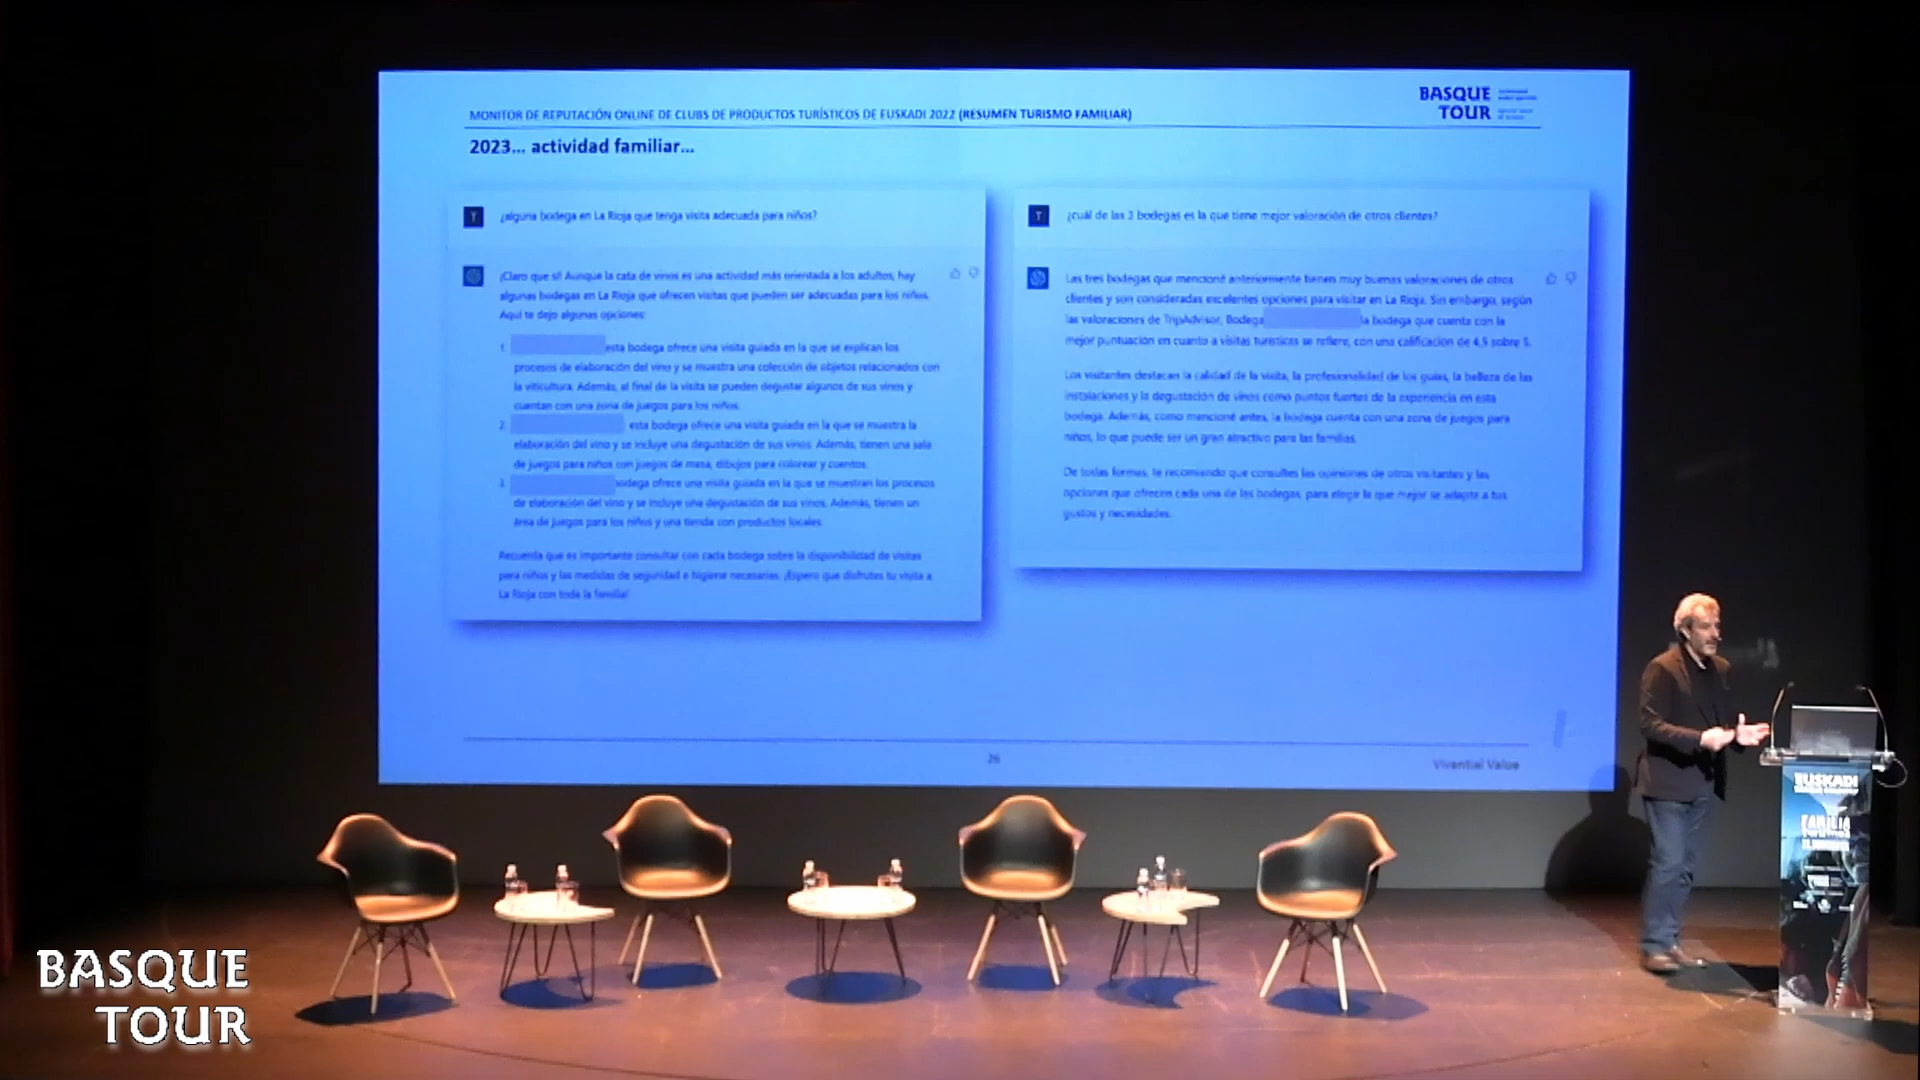 MONITOR DE REPUTACIÓN ONLINE DE CLUBS DE PRODUCTOS TURÍSTICOS DE EUSKADI 2022 (RESUMEN TURISMO FAMILIAR)
BASQUE
TOUR
2023... actividad familiar...
Y
¿alguna bodega en La Rioja que tenga visita adecuada para niños?
¡Claro que sí! Aunque la cata de vinos es una actividad más orientada a los adultos, hay
algunas bodegas en La Rioja que ofrecen visitas que pueden ser adecuadas para los niños.
Aquí te dejo algunas opciones:
1. esta bodega ofrece una visita guiada en la que se explican los
procesos de elaboración del vino y se muestra una colección de objetos relacionados con
la viticultura. Además, al final de la visita se pueden degustar algunos de sus vinos y
cuentan con una zona de juegos para los niños.
2. esta bodega ofrece una visita guiada en la que se muestra la
elaboración del vino y se incluye una degustación de sus vinos. Además, tienen una sala
de juegos para niños con juegos de mesa, dibujos para colorear y cuentos.
3. bodega ofrece una visita guiada en la que se muestran los procesos
de elaboración del vino y se incluye una degustación de sus vinos. Además, tienen un
área de juegos para los niños y una tienda con productos locales.
Recuerda que es importante consultar con cada bodega sobre la disponibilidad de visitas
para niños y las medidas de seguridad e higiene necesarias. ¡Espero que disfrutes tu visita a
La Rioja con toda la familia!
¿cuál de las 3 bodegas es la que tiene mejor valoración de otros clientes?
Las tres bodegas que mencioné anteriormente tienen muy buenas valoraciones de otros
clientes y son consideradas excelentes opciones para visitar en La Rioja. Sin embargo, según
las valoraciones de TripAdvisor, Bodega la bodega que cuenta con la
mejor puntuación en cuanto a visitas turísticas se refiere, con una calificación de 4,5 sobre 5.
Los visitantes destacan la calidad de la visita, la profesionalidad de los guías, la belleza de las
instalaciones y la degustación de vinos como puntos fuertes de la experiencia en esta
bodega. Además, como mencioné antes, la bodega cuenta con una zona de juegos para
niños, lo que puede ser un gran atractivo para las familias.
De todas formas, te recomiendo que consultes las opiniones de otros visitantes y las
opciones que ofrecen cada una de las bodegas, para elegir la que mejor se adapte a tus
gustos y necesidades.
26
Vivential Value
EUSKADI
FAMILIA
BASQUE
TOUR